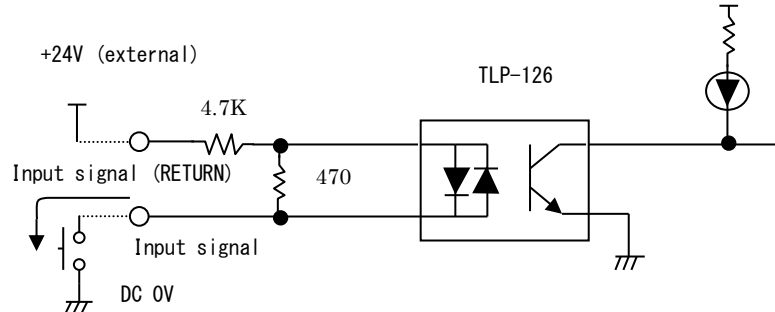 +24V (external)
TLP-126
4.7K
Input signal (RETURN)
470
Input signal
DC 0V